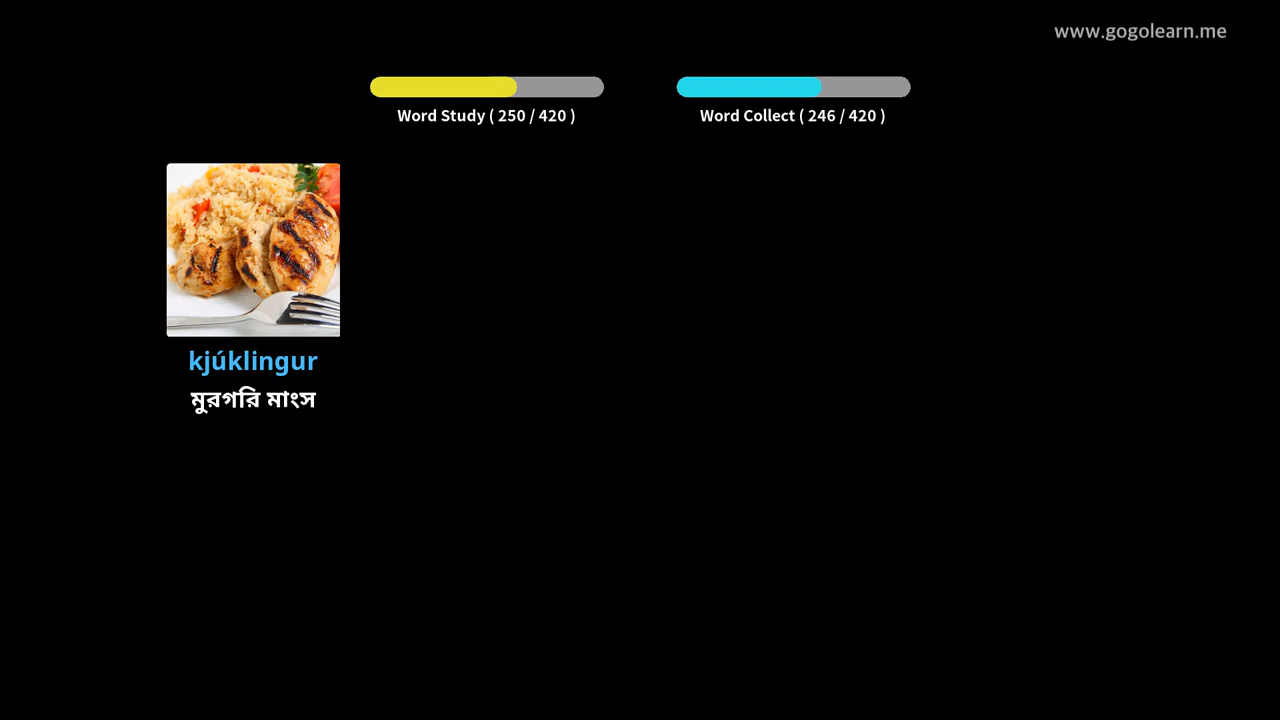 www.gogolearn.me
Word Study ( 250 / 420 )
Word Collect ( 246 / 420 )
kjúklingur
মুরগরি মাংস